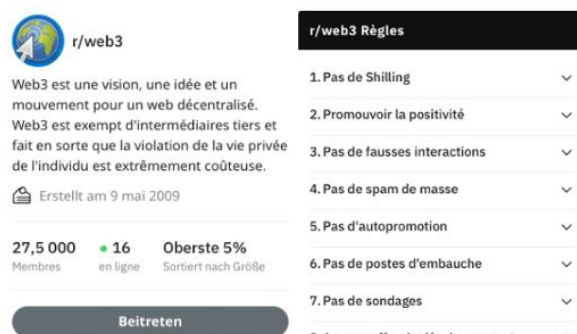 r/web3
Web3 est une vision, une idée et un
mouvement pour un web décentralisé.
Web3 est exempt d'intermédiaires tiers et
fait en sorte que la violation de la vie privée
de l'individu est extrêmement coûteuse.
Erstellt am 9 mai 2009
27,5 000 16 Oberste 5%
Membres en ligne Sortiert nach Größe
Beitreten
r/web3 Règles
1. Pas de Shilling
2. Promouvoir la positivité
3. Pas de fausses interactions
4. Pas de spam de masse
5. Pas d'autopromotion
6. Pas de postes d'embauche
7. Pas de sondages